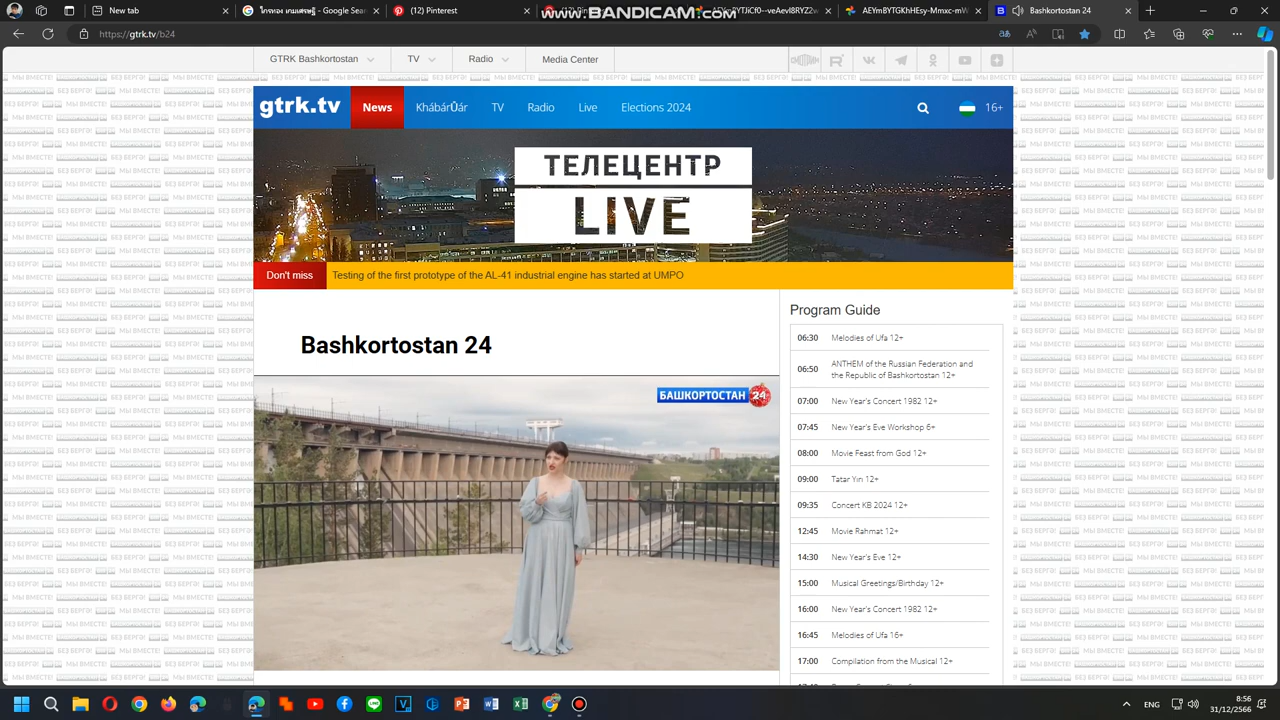 www.BANDICAM.com
New tab
(12) Pinterest
AEYmBYTGKhHEsy-Mmxc-mW
Bashkortostan 24
https://gtrk.tv/b24
GTRK Bashkortostan
TV
Radio
Media Center
gtrk.tv
News
TV
Radio
Live
Elections 2024
16+
ТЕЛЕЦЕНТР
LIVE
Don't miss
Testing of the first prototype of the AL-41 industrial engine has started at UMPO
Bashkortostan 24
БАШКОРТОСТАН 24
Program Guide
06:30 Melodies of Ufa 12+
06:50 ANTHEM of the Russian Federation and
the Republic of Bashkortostan 12+
07:00 New Year's Concert 1982 12+
07:45 New Year's Eve Workshop 6+
08:00 Movie Feast from God 12+
09:00 Tatar Yın 12+
09:35 Concert KB 2024 12+
12:45 Movie Rahmat 12+
14:30 New Year's Eve 12+
15:00 Musical Greetings/Birthday 12+
16:00 New Year's Concert 1982 12+
16:45 Melodies of Ufa 16+
17:00 Compilation from the Musical 12+
МЫ ВМЕСТЕ! БЕЗ БЕРГӘ!
ENG
8:56
31/12/2566